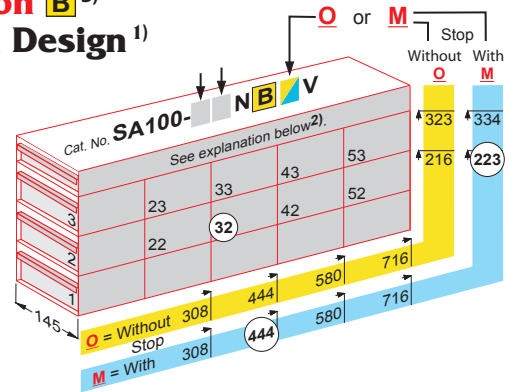 on B 3)
Design 1)
O or M
Stop
Without With
O M
Cat. No. SA100- N B V
See explanation below2).
323 334
216 223
23 33 43 53
22 32 42 52
3
2
1
145
O = Without 308 444 580 716
Stop
M = With 308 444 580 716